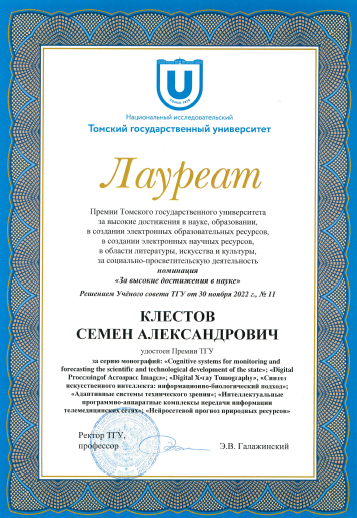 Национальный исследовательский
Томский государственный университет
Лауреат
Премии Томского государственного университета
за высокие достижения в науке, образовании,
в создании электронных образовательных ресурсов,
в создании электронных научных ресурсов,
в области литературы, искусства и культуры,
за социально-просветительскую деятельность
номинация
«За высокие достижения в науке»
Решением Учёного совета ТГУ от 30 ноября 2022 г., № 11
КЛЕСТОВ
СЕМЕН АЛЕКСАНДРОВИЧ
удостоен Премии ТГУ
за серию монографий: «Cognitive systems for monitoring and
forecasting the scientific and technological development of the state»; «Digital
Processingof Aerospace Images»; «Digital X-ray Tomography», «Синтез
искусственного интеллекта: информационно-биологический подход»;
«Адаптивные системы технического зрения»; «Интеллектуальные
программно-аппаратные комплексы передачи информации
телемедицинских сетях»; «Нейросетевой прогноз природных ресурсов»
Ректор ТГУ,
профессор
Э.В. Галажинский